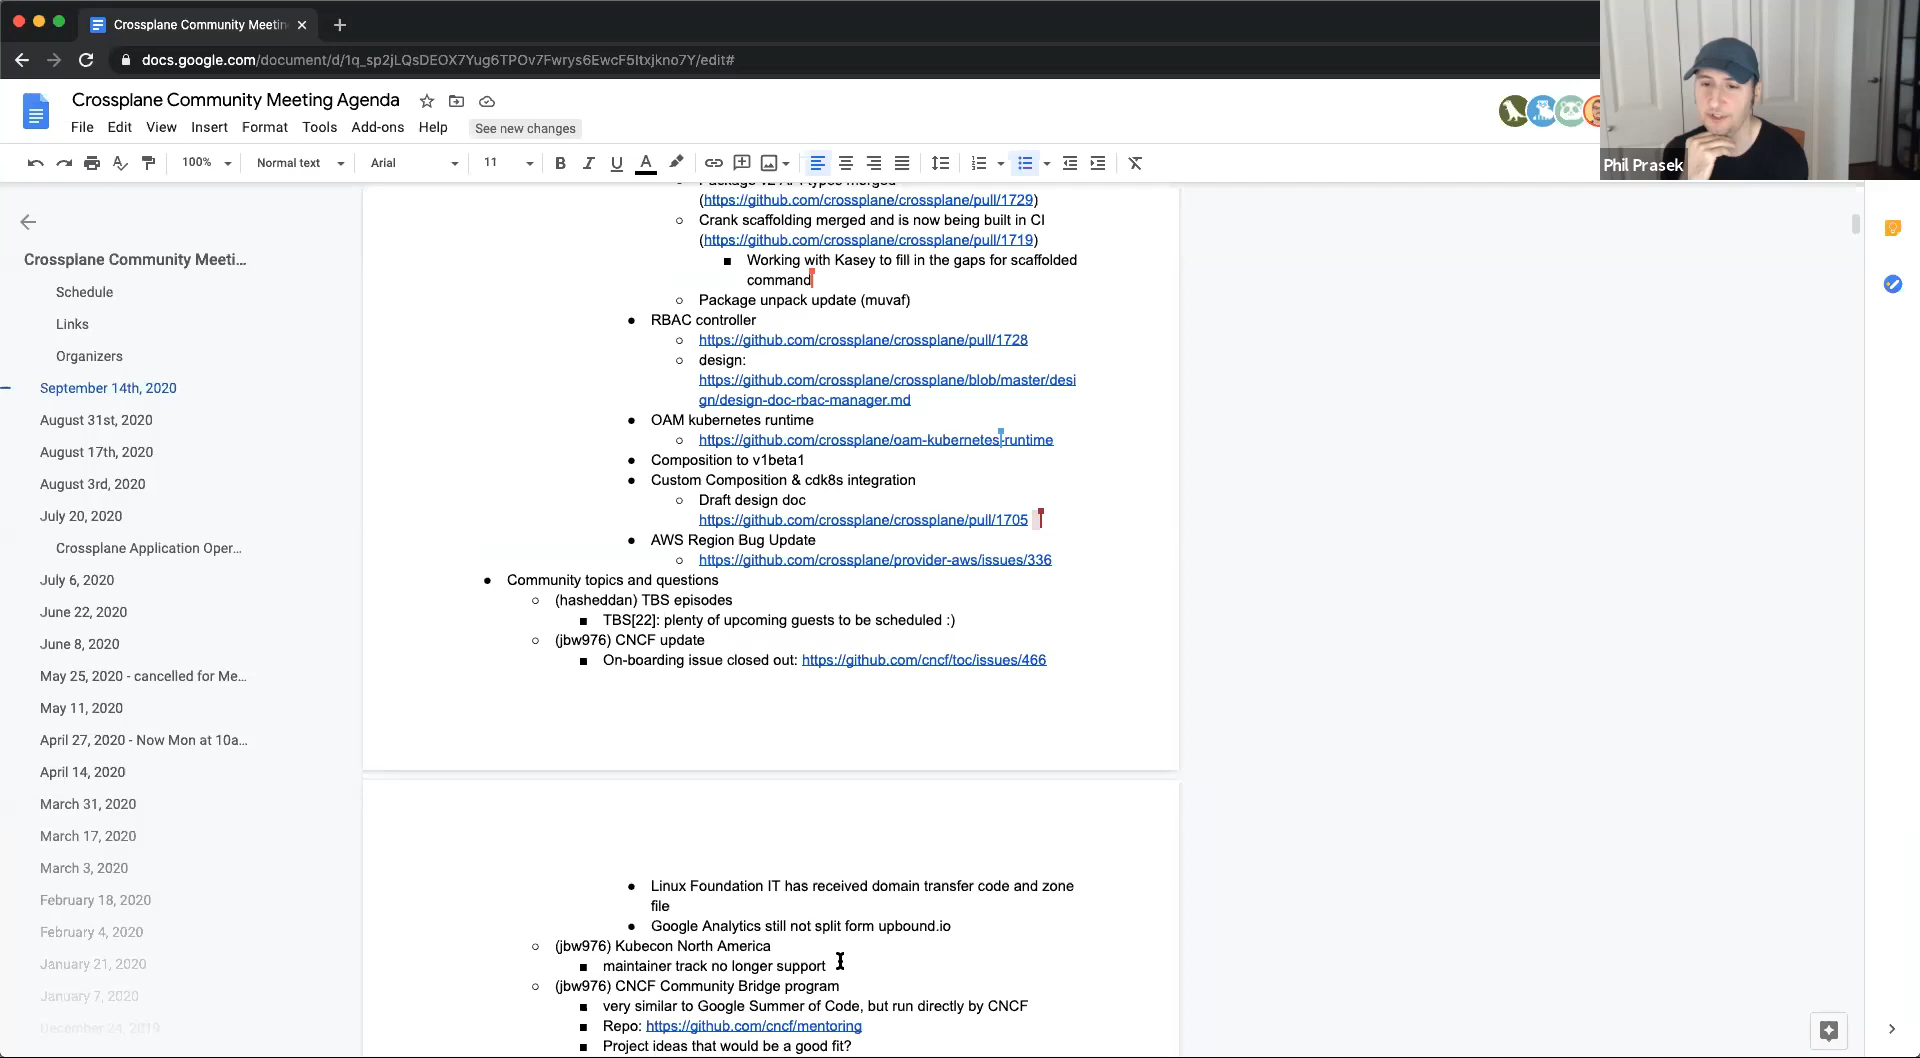 Crossplane Community Meetin
docs.google.com/document/d/1q_sp2jLQsDEOX7Yug6TPOv7Fwrys6EwcF5ltxjkno7Y/edit#
Crossplane Community Meeting Agenda
File Edit View Insert Format Tools Add-ons Help See new changes
100% Normal text Arial 11 B I U A
Phil Prasek
Crossplane Community Meeti...
Schedule
Links
Organizers
September 14th, 2020
August 31st, 2020
August 17th, 2020
August 3rd, 2020
July 20, 2020
Crossplane Application Oper...
July 6, 2020
June 22, 2020
June 8, 2020
May 25, 2020 - cancelled for Me...
May 11, 2020
April 27, 2020 - Now Mon at 10a...
April 14, 2020
March 31, 2020
March 17, 2020
March 3, 2020
February 18, 2020
February 4, 2020
January 21, 2020
January 7, 2020
December 24, 2019
Package v2 API types merged
(https://github.com/crossplane/crossplane/pull/1729)
Crank scaffolding merged and is now being built in CI
(https://github.com/crossplane/crossplane/pull/1719)
Working with Kasey to fill in the gaps for scaffolded
command
Package unpack update (muvaf)
RBAC controller
https://github.com/crossplane/crossplane/pull/1728
design:
https://github.com/crossplane/crossplane/blob/master/desi
gn/design-doc-rbac-manager.md
OAM kubernetes runtime
https://github.com/crossplane/oam-kubernetes-runtime
Composition to v1beta1
Custom Composition & cdk8s integration
Draft design doc
https://github.com/crossplane/crossplane/pull/1705
AWS Region Bug Update
https://github.com/crossplane/provider-aws/issues/336
Community topics and questions
(hasheddan) TBS episodes
TBS[22]: plenty of upcoming guests to be scheduled :)
(jbw976) CNCF update
On-boarding issue closed out: https://github.com/cncf/toc/issues/466
Linux Foundation IT has received domain transfer code and zone
file
Google Analytics still not split form upbound.io
(jbw976) Kubecon North America
maintainer track no longer support
(jbw976) CNCF Community Bridge program
very similar to Google Summer of Code, but run directly by CNCF
Repo: https://github.com/cncf/mentoring
Project ideas that would be a good fit?